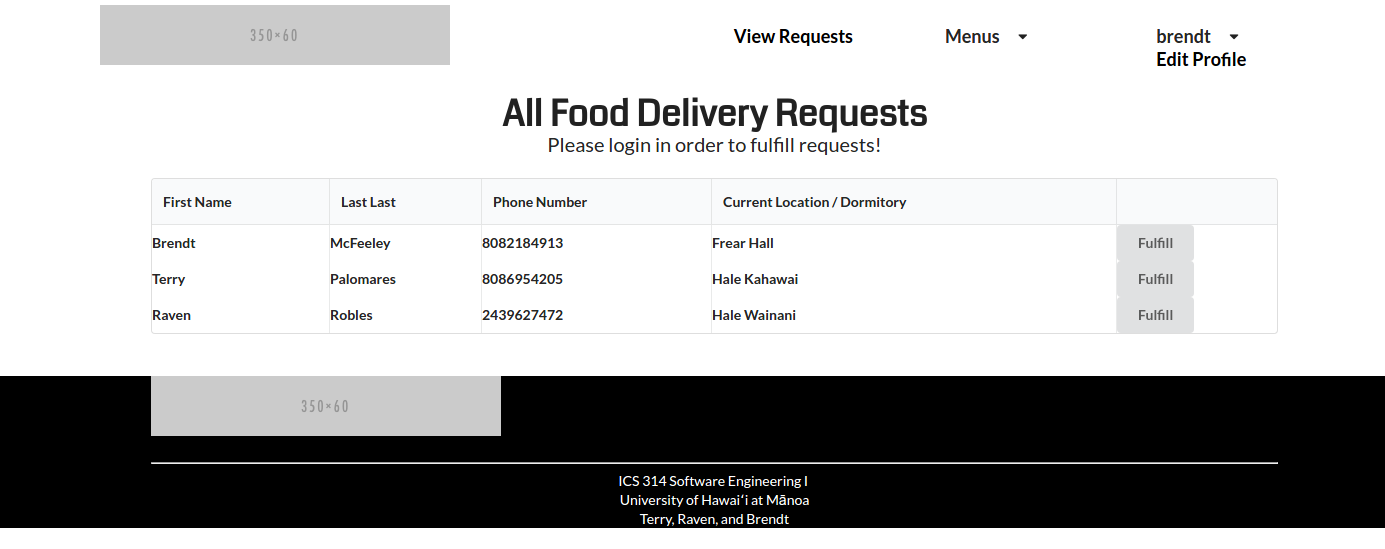 350×60
View Requests Menus brendt
Edit Profile
All Food Delivery Requests
Please login in order to fulfill requests!
First Name Last Last Phone Number Current Location / Dormitory
Brendt McFeeley 8082184913 Frear Hall Fulfill
Terry Palomares 8086954205 Hale Kahawai Fulfill
Raven Robles 2439627472 Hale Wainani Fulfill
350×60
ICS 314 Software Engineering I
University of Hawaiʻi at Mānoa
Terry, Raven, and Brendt